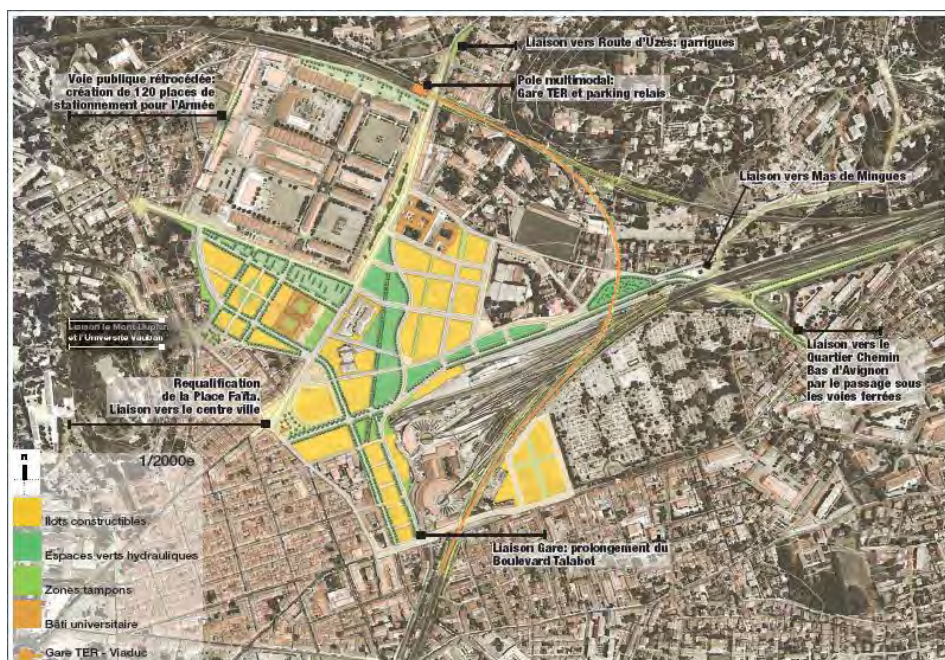 Liaison vers Route d'Uzès: garrigues
Voie publique rétrocédée:
création de 120 places de
stationnement pour l'Armée
Pole multimodal:
Gare TER et parking relais
Liaison vers Mas de Mingues
Liaison le Mont Duplan
et l'Université Vauban
Liaison vers le
Quartier Chemin
Bas d'Avignon
par le passage sous
les voies ferrées
Requalification
de la Place Faïta.
Liaison vers le centre ville
n
1/2000e
Ilots constructibles
Espaces verts hydrauliques
Zones tampons
Bâti universitaire
Gare TER - Viaduc
Liaison Gare: prolongement du
Boulevard Talabot